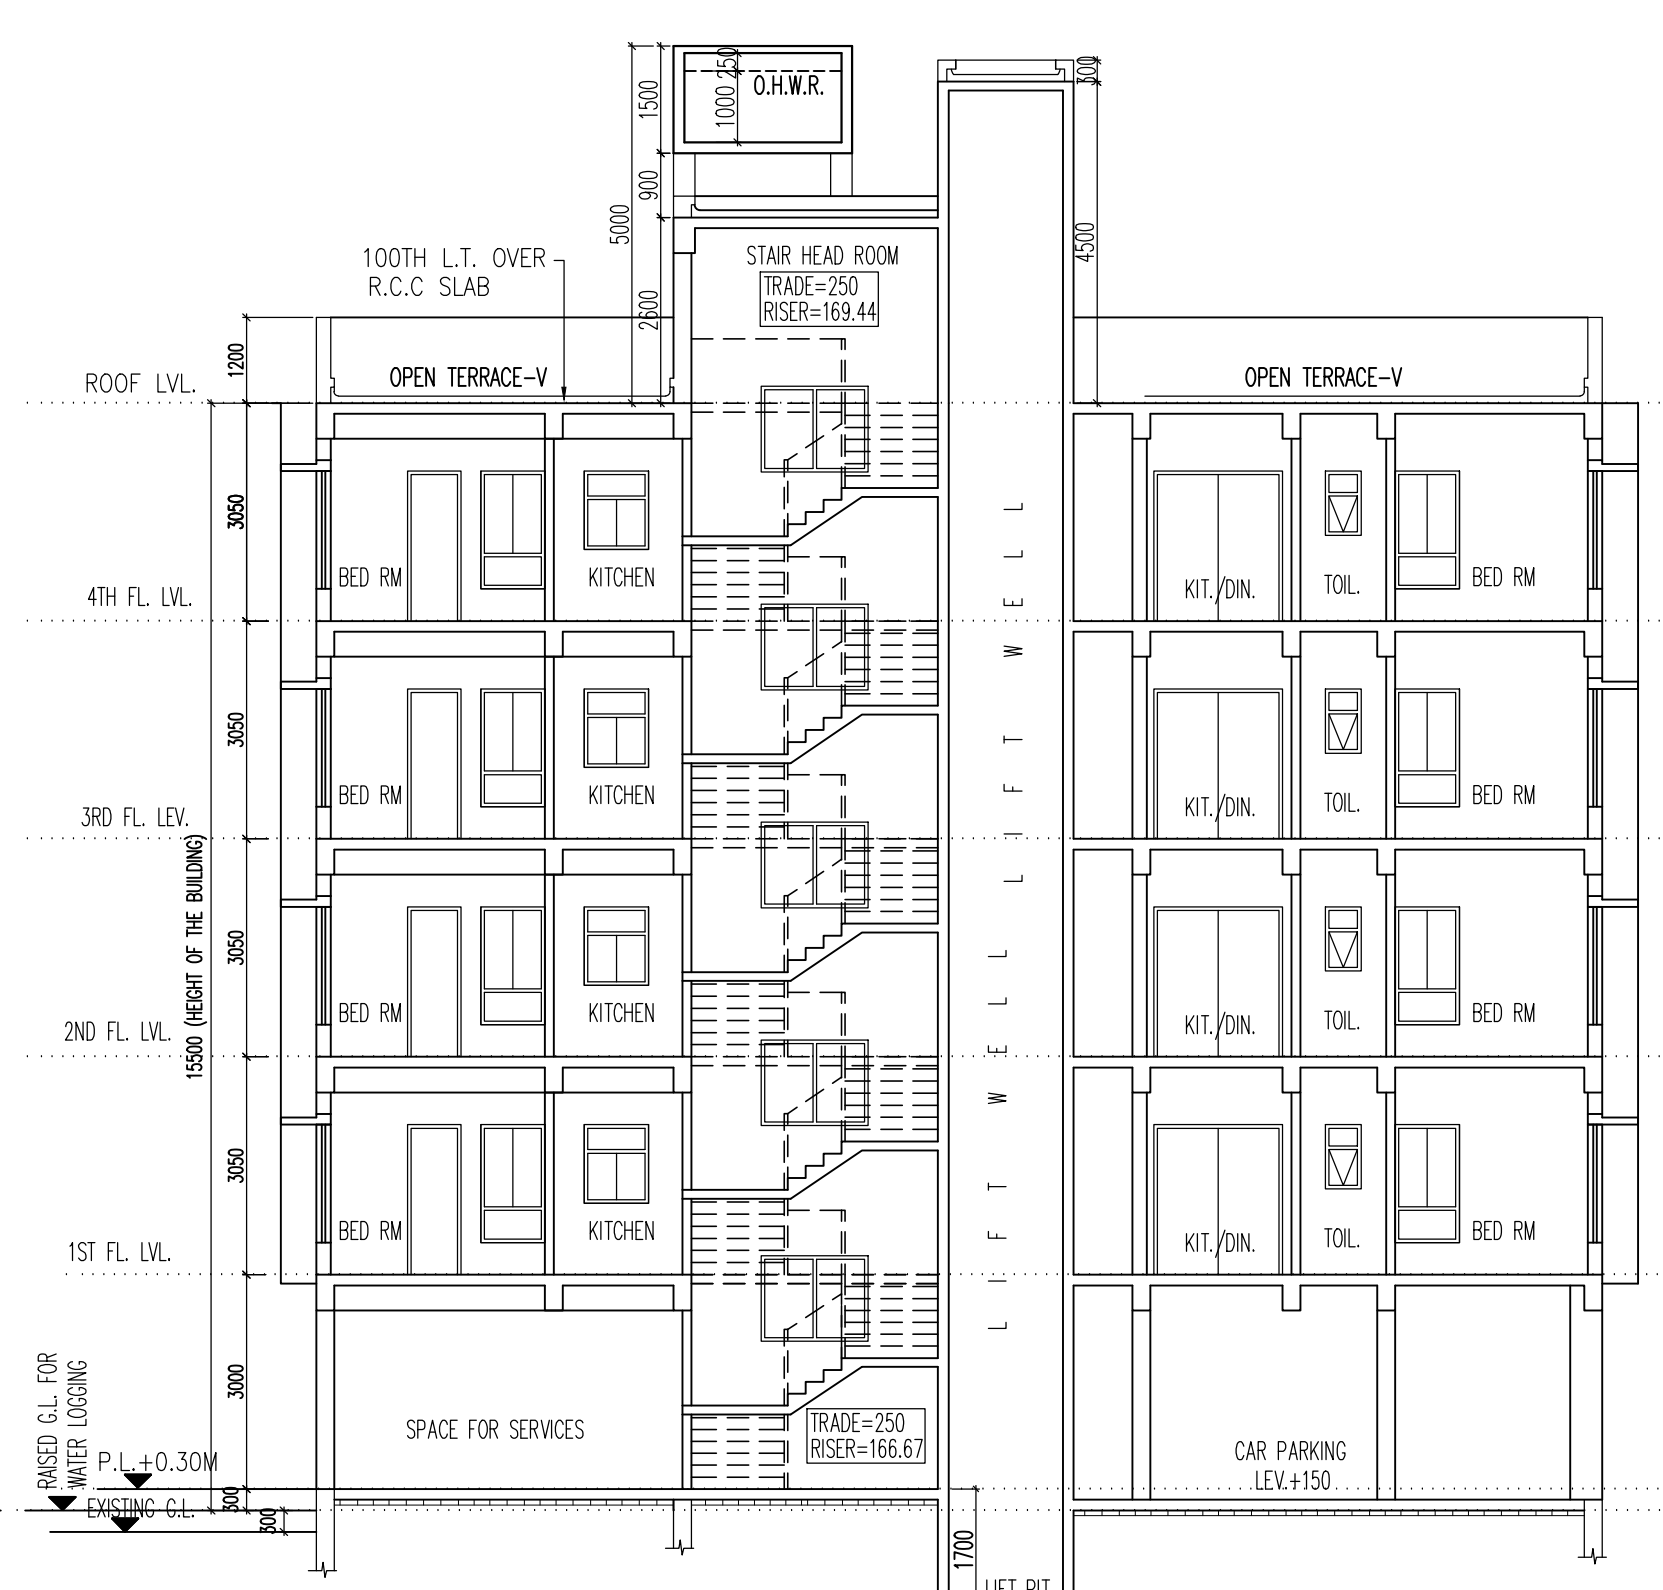 250
O.H.W.R.
1000
1500
300
900
5000
4500
2600
100TH L.T. OVER
R.C.C SLAB
STAIR HEAD ROOM
TRADE=250
RISER=169.44
1200
ROOF LVL.
OPEN TERRACE-V
OPEN TERRACE-V
3050
BED RM
KITCHEN
KIT./DIN.
TOIL.
BED RM
4TH FL. LVL.
3050
BED RM
KITCHEN
KIT./DIN.
TOIL.
BED RM
3RD FL. LEV.
15500 (HEIGHT OF THE BUILDING)
3050
BED RM
KITCHEN
KIT./DIN.
TOIL.
BED RM
2ND FL. LVL.
3050
BED RM
KITCHEN
KIT./DIN.
TOIL.
BED RM
1ST FL. LVL.
LIFT WELL
LIFT WELL
3000
SPACE FOR SERVICES
TRADE=250
RISER=166.67
CAR PARKING
LEV.+150
RAISED G.L. FOR
WATER LOGGING
P.L.+0.30M
300
EXISTING G.L.
300
1700
LIFT PIT